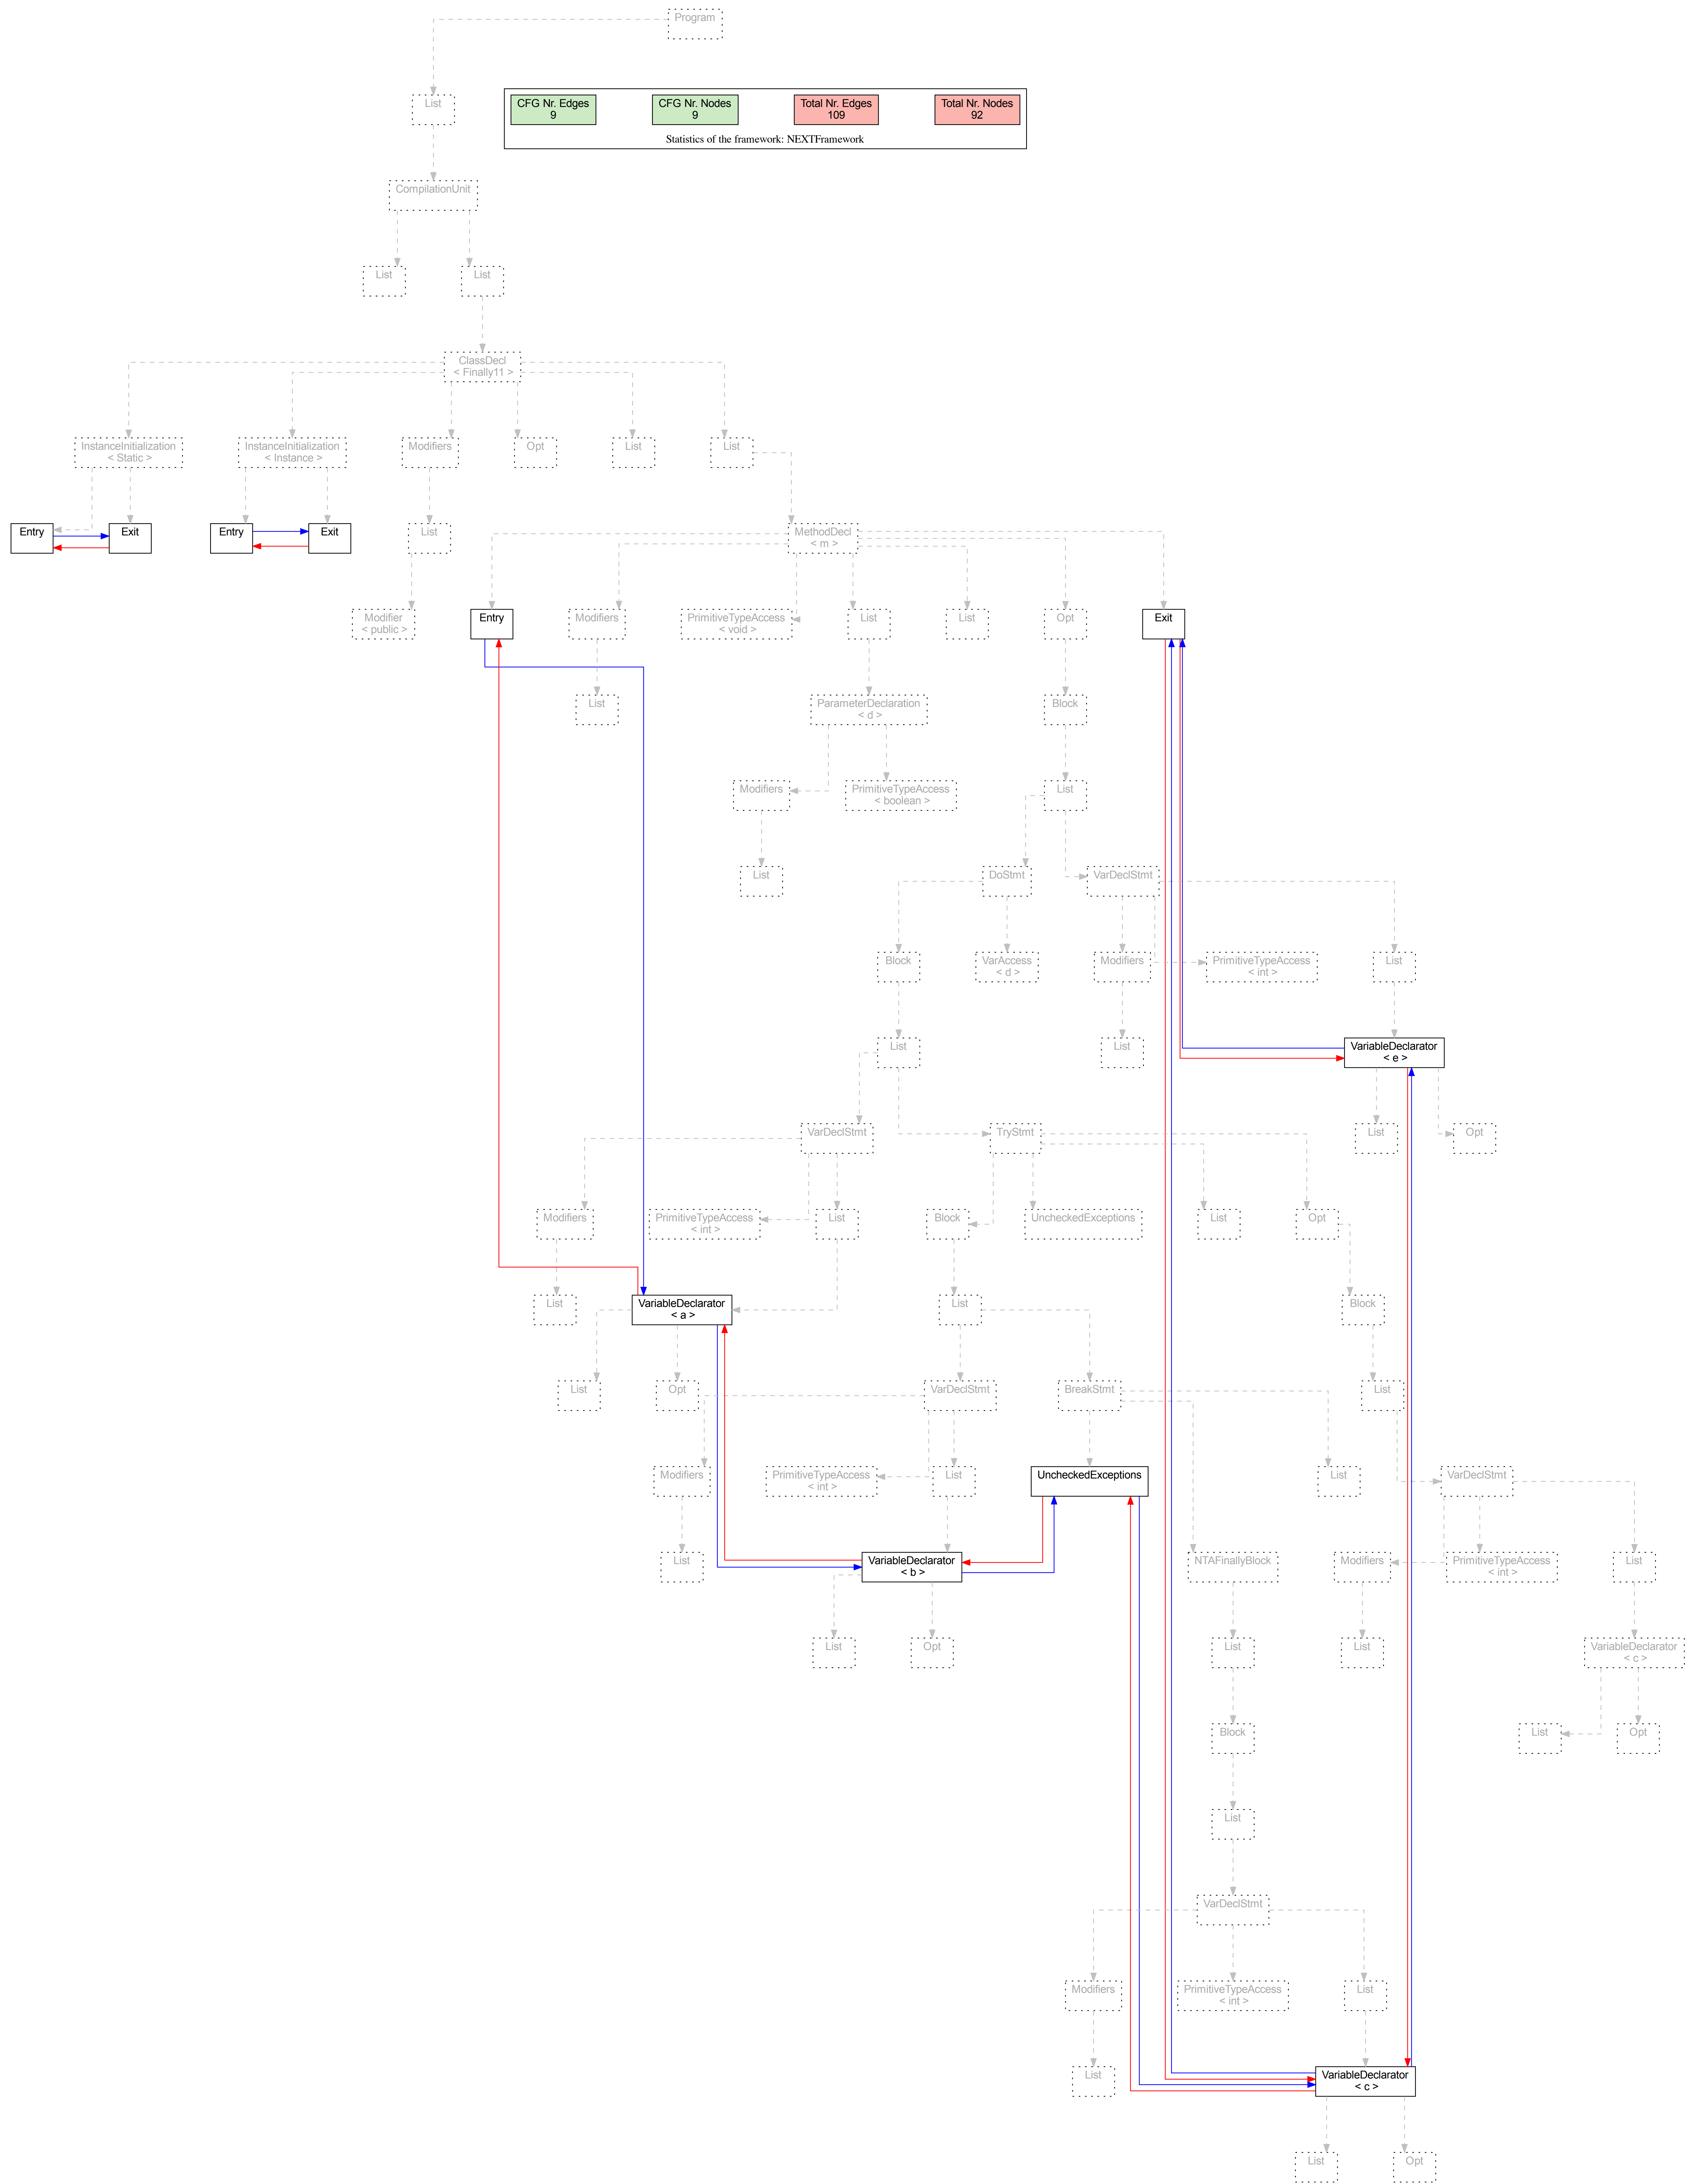 Program
List
CFG Nr. Edges
9
CFG Nr. Nodes
9
Total Nr. Edges
109
Total Nr. Nodes
92
Statistics of the framework: NEXTFramework
CompilationUnit
List
List
ClassDecl
< Finally11 >
InstanceInitialization
< Static >
InstanceInitialization
< Instance >
Modifiers
Opt
List
List
Entry
Exit
Entry
Exit
List
MethodDecl
< m >
Modifier
< public >
Entry
Modifiers
PrimitiveTypeAccess
< void >
List
List
Opt
Exit
List
ParameterDeclaration
< d >
Block
Modifiers
PrimitiveTypeAccess
< boolean >
List
List
DoStmt
VarDeclStmt
Block
VarAccess
< d >
Modifiers
PrimitiveTypeAccess
< int >
List
List
List
VariableDeclarator
< e >
VarDeclStmt
TryStmt
List
Opt
Modifiers
PrimitiveTypeAccess
< int >
List
Block
UncheckedExceptions
List
Opt
List
VariableDeclarator
< a >
List
Block
List
Opt
VarDeclStmt
BreakStmt
List
Modifiers
PrimitiveTypeAccess
< int >
List
UncheckedExceptions
List
VarDeclStmt
List
VariableDeclarator
< b >
NTAFinallyBlock
Modifiers
PrimitiveTypeAccess
< int >
List
List
Opt
List
List
VariableDeclarator
< c >
Block
List
Opt
List
VarDeclStmt
Modifiers
PrimitiveTypeAccess
< int >
List
List
VariableDeclarator
< c >
List
Opt